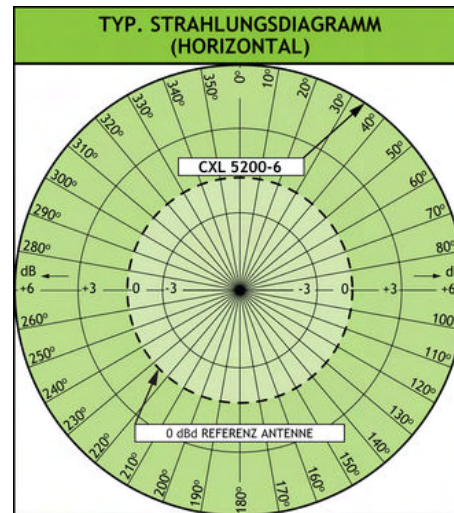 TYP. STRAHLUNGSDIAGRAMM
(HORIZONTAL)
350° 0° 10°
340° 20°
330° 30°
320° 40°
310° 50°
CXL 5200-6
300° 60°
290° 70°
280° 80°
dB
+6 +3 0 -3 -3 0 +3 +6
260° 100°
250° 110°
240° 120°
230° 130°
0 dBd REFERENZ ANTENNE
220° 140°
210° 150°
200° 160°
190° 180° 170°